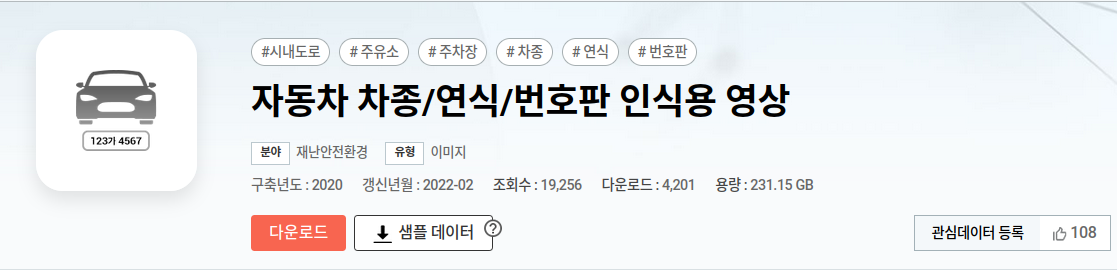 #시내도로 # 주유소 # 주차장 # 차종 # 연식 # 번호판
자동차 차종/연식/번호판 인식용 영상
123가 4567
분야 재난안전환경 유형 이미지
구축년도 : 2020 갱신년월 : 2022-02 조회수 : 19,256 다운로드 : 4,201 용량 : 231.15 GB
다운로드 샘플 데이터 ? 관심데이터 등록 108